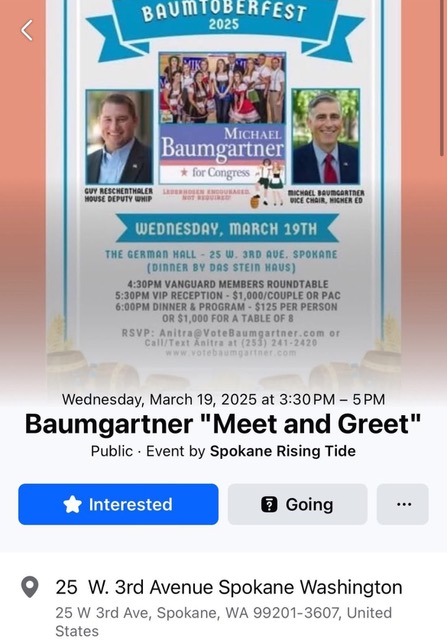 BAUMTOBERFEST
2025
MICHAEL
Baumgartner
★ for Congress
GUY RESCHENTHALER
HOUSE DEPUTY WHIP
LEDERHOSEN ENCOURAGED,
NOT REQUIRED!
MICHAEL BAUMGARTNER
VICE CHAIR, HIGHER ED
WEDNESDAY, MARCH 19TH
THE GERMAN HALL - 25 W. 3RD AVE. SPOKANE
(DINNER BY DAS STEIN HAUS)
4:30PM VANGUARD MEMBERS ROUNDTABLE
5:30PM VIP RECEPTION - $1,000/COUPLE OR PAC
6:00PM DINNER & PROGRAM - $125 PER PERSON
OR $1,000 FOR A TABLE OF 8
RSVP: Anitra@VoteBaumgartner.com or
Call/Text Anitra at (253) 241-2420
www.votebaumgartner.com
Wednesday, March 19, 2025 at 3:30 PM – 5 PM
Baumgartner "Meet and Greet"
Public · Event by Spokane Rising Tide
Interested
Going
25 W. 3rd Avenue Spokane Washington
25 W 3rd Ave, Spokane, WA 99201-3607, United
States